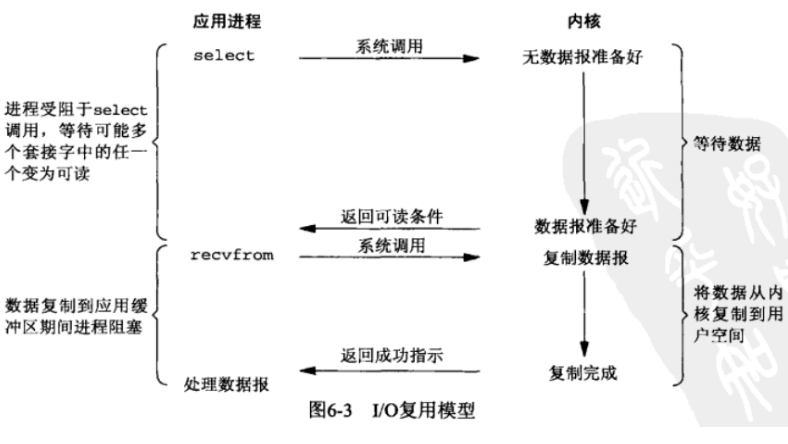 应用进程
内核
select
系统调用
无数据报准备好
进程受阻于select
调用，等待可能多
个套接字中的任一
个变为可读
等待数据
返回可读条件
数据报准备好
recvfrom
系统调用
复制数据报
数据复制到应用缓
冲区期间进程阻塞
将数据从内
核复制到用
户空间
返回成功指示
复制完成
处理数据报
图6-3 I/O复用模型